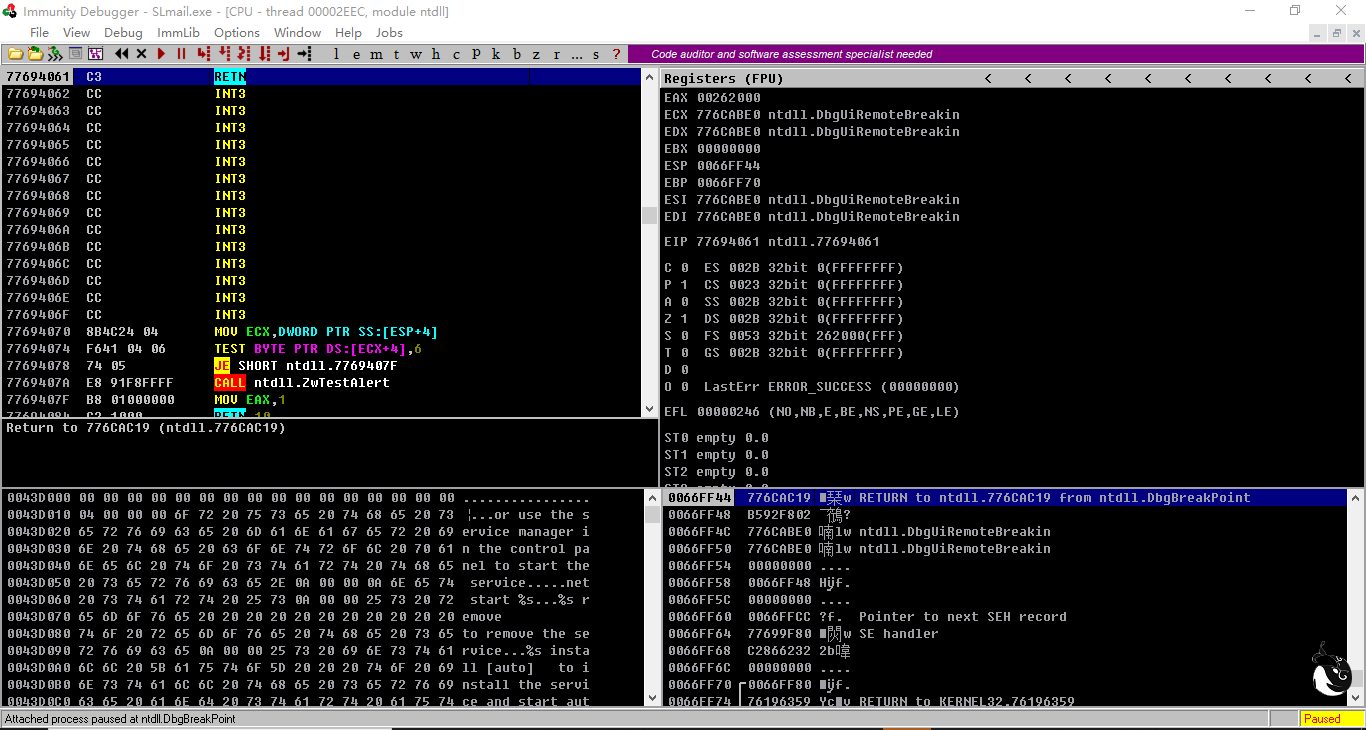 Immunity Debugger - SLmail.exe - [CPU - thread 00002EEC, module ntdll]
File View Debug ImmLib Options Window Help Jobs
l e m t w h c P k b z r ... s ? Code auditor and software assessment specialist needed
77694061 C3 RETN
77694062 CC INT3
77694063 CC INT3
77694064 CC INT3
77694065 CC INT3
77694066 CC INT3
77694067 CC INT3
77694068 CC INT3
77694069 CC INT3
7769406A CC INT3
7769406B CC INT3
7769406C CC INT3
7769406D CC INT3
7769406E CC INT3
7769406F CC INT3
77694070 8B4C24 04 MOV ECX,DWORD PTR SS:[ESP+4]
77694074 F641 04 06 TEST BYTE PTR DS:[ECX+4],6
77694078 74 05 JE SHORT ntdll.7769407F
7769407A E8 91F8FFFF CALL ntdll.ZwTestAlert
7769407F B8 01000000 MOV EAX,1
77694084 C2 1000 RETN 10
Return to 776CAC19 (ntdll.776CAC19)
Registers (FPU) < < < < < < < < < <
EAX 00262000
ECX 776CABE0 ntdll.DbgUiRemoteBreakin
EDX 776CABE0 ntdll.DbgUiRemoteBreakin
EBX 00000000
ESP 0066FF44
EBP 0066FF70
ESI 776CABE0 ntdll.DbgUiRemoteBreakin
EDI 776CABE0 ntdll.DbgUiRemoteBreakin
EIP 77694061 ntdll.77694061
C 0 ES 002B 32bit 0(FFFFFFFF)
P 1 CS 0023 32bit 0(FFFFFFFF)
A 0 SS 002B 32bit 0(FFFFFFFF)
Z 1 DS 002B 32bit 0(FFFFFFFF)
S 0 FS 0053 32bit 262000(FFF)
T 0 GS 002B 32bit 0(FFFFFFFF)
D 0
O 0 LastErr ERROR_SUCCESS (00000000)
EFL 00000246 (NO,NB,E,BE,NS,PE,GE,LE)
ST0 empty 0.0
ST1 empty 0.0
ST2 empty 0.0
0043D000 00 00 00 00 00 00 00 00 00 00 00 00 00 00 00 ...............
0043D010 04 00 00 00 6F 72 20 75 73 65 20 74 68 65 20 73 ...or use the s
0043D020 65 72 76 69 63 65 20 6D 61 6E 61 67 65 72 20 69 ervice manager i
0043D030 6E 20 74 68 65 20 63 6F 6E 74 72 6F 6C 20 70 61 n the control pa
0043D040 6E 65 6C 20 74 6F 20 73 74 61 72 74 20 74 68 65 nel to start the
0043D050 20 73 65 72 76 69 63 65 2E 0A 00 00 0A 6E 65 74 service.....net
0043D060 20 73 74 61 72 74 20 25 73 0A 00 00 25 73 20 72 start %s...%s r
0043D070 65 6D 6F 76 65 20 20 20 20 20 20 20 20 20 20 20 emove
0043D080 74 6F 20 72 65 6D 6F 76 65 20 74 68 65 20 73 65 to remove the se
0043D090 72 76 69 63 65 0A 00 00 25 73 20 69 6E 73 74 61 rvice...%s insta
0043D0A0 6C 6C 20 5B 61 75 74 6F 5D 20 20 20 74 6F 20 69 ll [auto] to i
0043D0B0 6E 73 74 61 6C 6C 20 74 68 65 20 73 65 72 76 69 nstall the servi
0043D0C0 63 65 20 61 6E 64 20 73 74 61 72 74 20 61 75 74 ce and start aut
0066FF44 776CAC19 RETURN to ntdll.776CAC19 from ntdll.DbgBreakPoint
0066FF48 B592F802
0066FF4C 776CABE0 喃lw ntdll.DbgUiRemoteBreakin
0066FF50 776CABE0 喃lw ntdll.DbgUiRemoteBreakin
0066FF54 00000000 ....
0066FF58 0066FF48 Hÿf.
0066FF5C 00000000 ....
0066FF60 0066FFCC ?f. Pointer to next SEH record
0066FF64 77699F80 SE handler
0066FF68 C2866232 2b
0066FF6C 00000000 ....
0066FF70 0066FF80 ÿf.
0066FF74 76196359 RETURN to KERNEL32.76196359
Attached process paused at ntdll.DbgBreakPoint
Paused